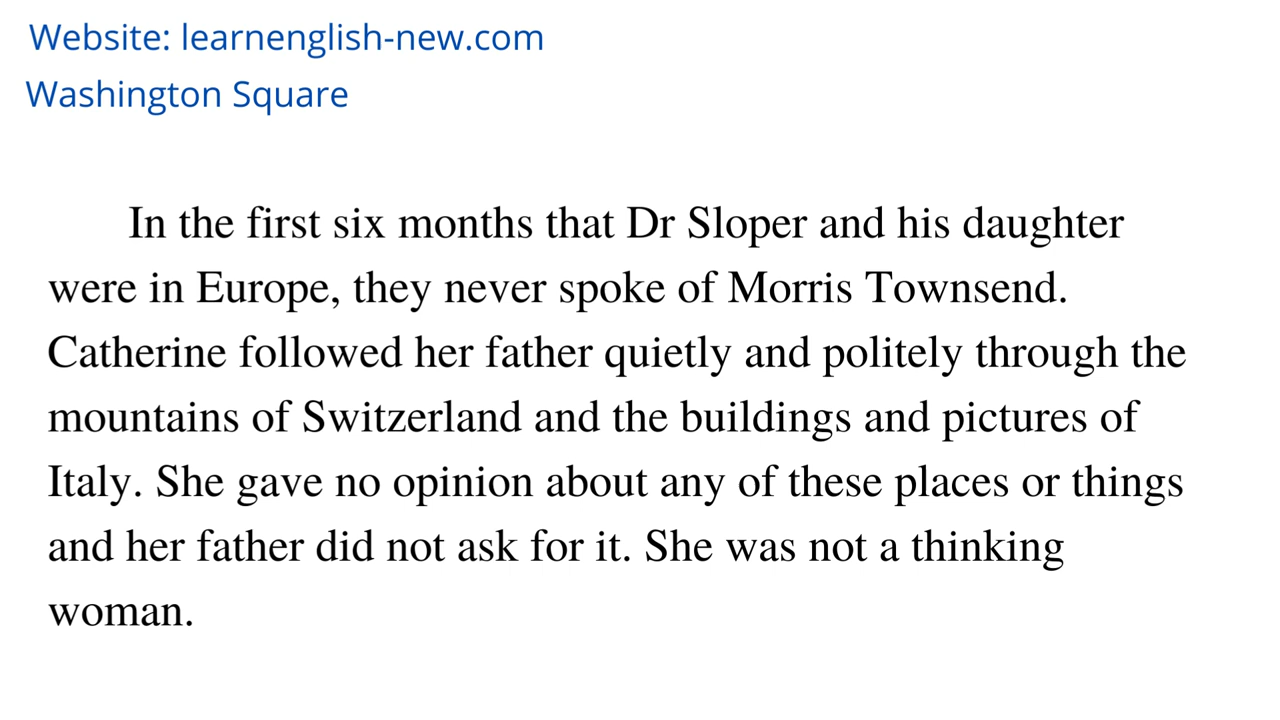 Website: learnenglish-new.com
Washington Square
In the first six months that Dr Sloper and his daughter
were in Europe, they never spoke of Morris Townsend.
Catherine followed her father quietly and politely through the
mountains of Switzerland and the buildings and pictures of
Italy. She gave no opinion about any of these places or things
and her father did not ask for it. She was not a thinking
woman.